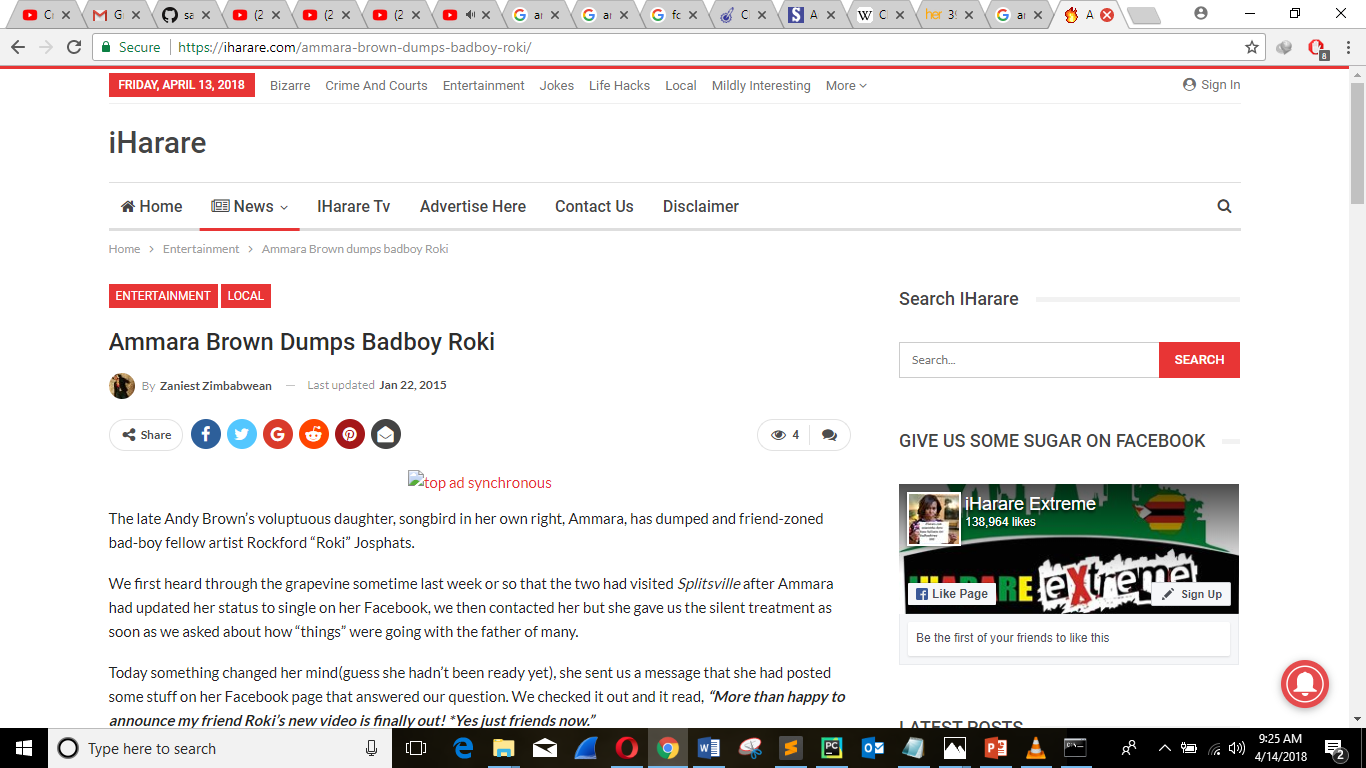 Secure https://iharare.com/ammara-brown-dumps-badboy-roki/
8
FRIDAY, APRIL 13, 2018 Bizarre Crime And Courts Entertainment Jokes Life Hacks Local Mildly Interesting More Sign In
iHarare
Home News IHarare Tv Advertise Here Contact Us Disclaimer
Home > Entertainment > Ammara Brown dumps badboy Roki
ENTERTAINMENT LOCAL
Ammara Brown Dumps Badboy Roki
By Zaniest Zimbabwean — Last updated Jan 22, 2015
Share
4
top ad synchronous
The late Andy Brown’s voluptuous daughter, songbird in her own right, Ammara, has dumped and friend-zoned
bad-boy fellow artist Rockford “Roki” Josphats.
We first heard through the grapevine sometime last week or so that the two had visited Splitsville after Ammara
had updated her status to single on her Facebook, we then contacted her but she gave us the silent treatment as
soon as we asked about how “things” were going with the father of many.
Today something changed her mind(guess she hadn’t been ready yet), she sent us a message that she had posted
some stuff on her Facebook page that answered our question. We checked it out and it read, “More than happy to
announce my friend Roki’s new video is finally out! *Yes just friends now.”
Search IHarare
Search... SEARCH
GIVE US SOME SUGAR ON FACEBOOK
iHarare Extreme
138,964 likes
IHARARE eXtreme
Like Page Sign Up
Be the first of your friends to like this
LATEST POSTS
Type here to search
9:25 AM
4/14/2018
2